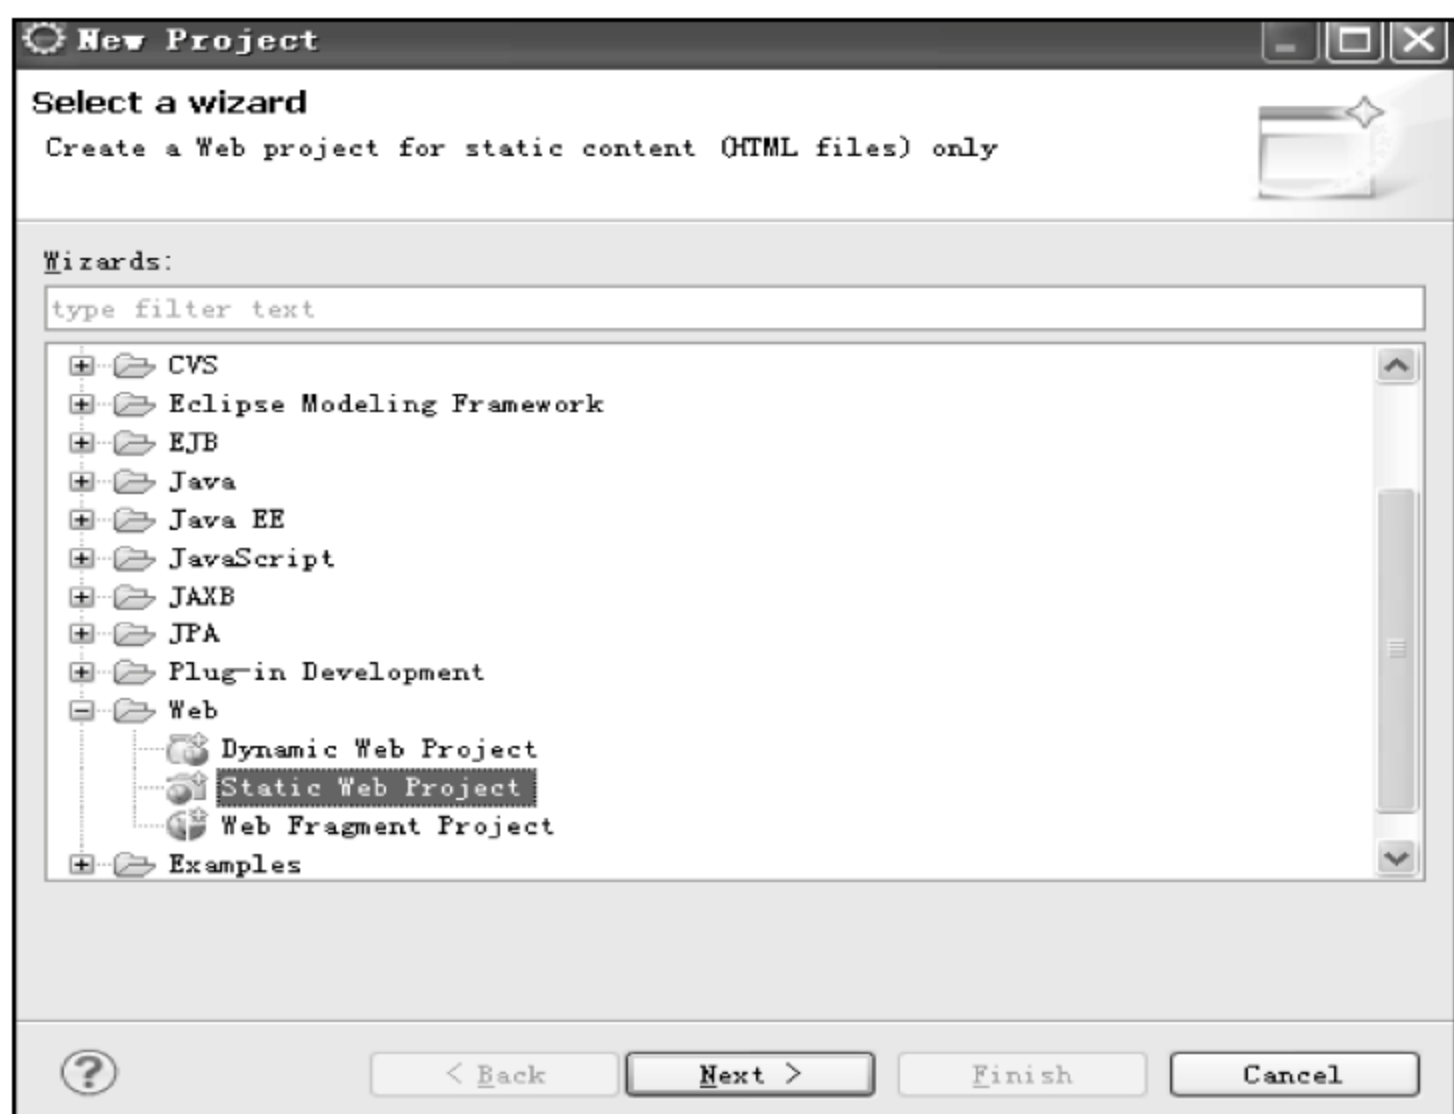 New Project
Select a wizard
Create a Web project for static content (HTML files) only
Wizards:
type filter text
CVS
Eclipse Modeling Framework
EJB
Java
Java EE
JavaScript
JAXB
JPA
Plug-in Development
Web
Dynamic Web Project
Static Web Project
Web Fragment Project
Examples
? < Back Next > Finish Cancel